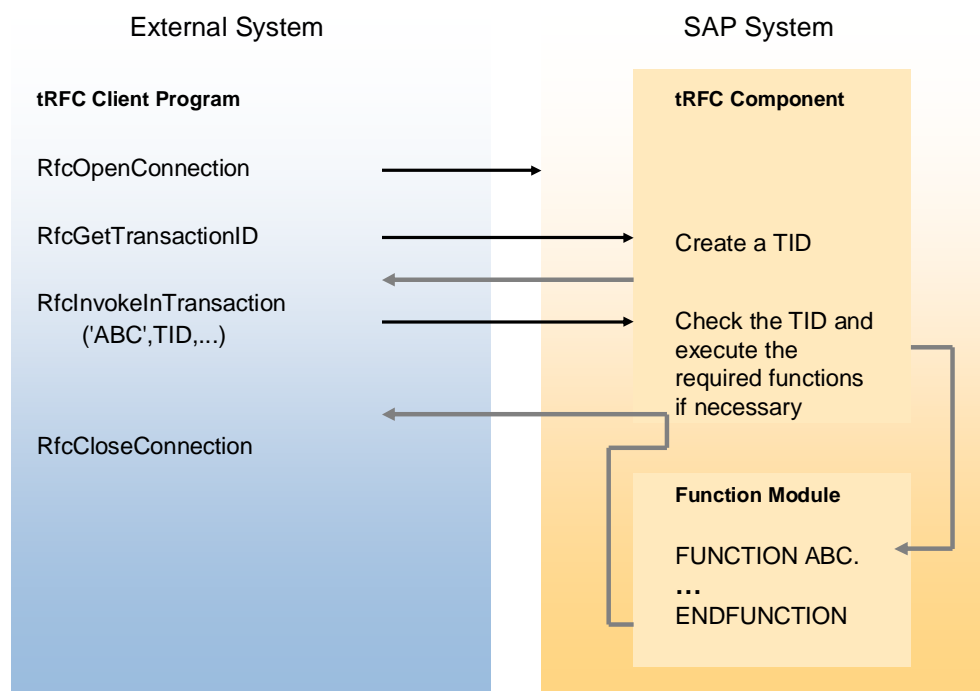 External System
SAP System
tRFC Client Program
tRFC Component
RfcOpenConnection
RfcGetTransactionID
Create a TID
RfcInvokeInTransaction
('ABC',TID,...)
Check the TID and
execute the
required functions
if necessary
RfcCloseConnection
Function Module
FUNCTION ABC.
...
ENDFUNCTION